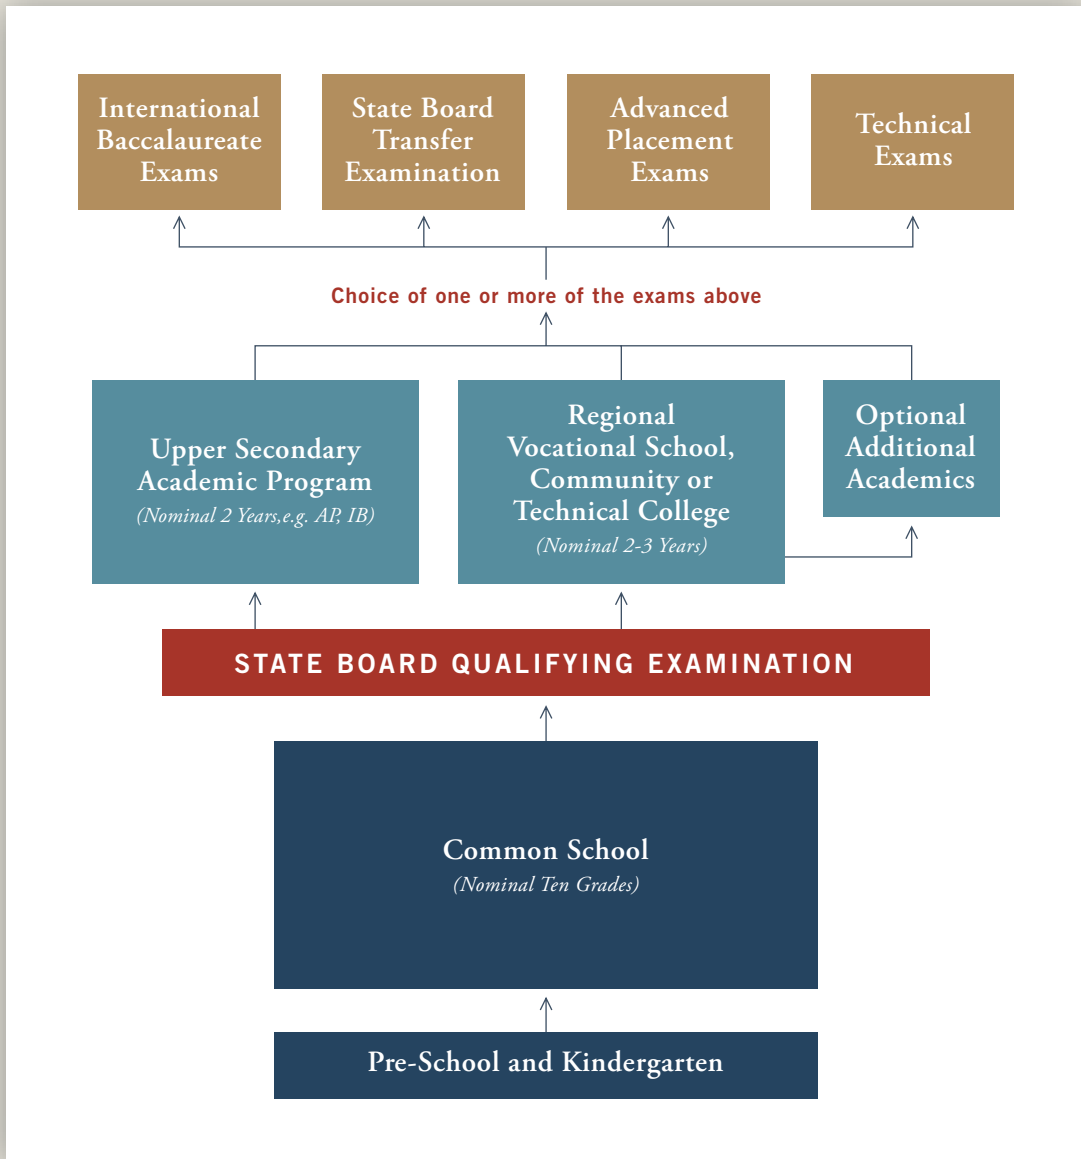 International
Baccalaureate
Exams
State Board
Transfer
Examination
Advanced
Placement
Exams
Technical
Exams
Choice of one or more of the exams above
Upper Secondary
Academic Program
(Nominal 2 Years,e.g. AP, IB)
Regional
Vocational School,
Community or
Technical College
(Nominal 2-3 Years)
Optional
Additional
Academics
STATE BOARD QUALIFYING EXAMINATION
Common School
(Nominal Ten Grades)
Pre-School and Kindergarten